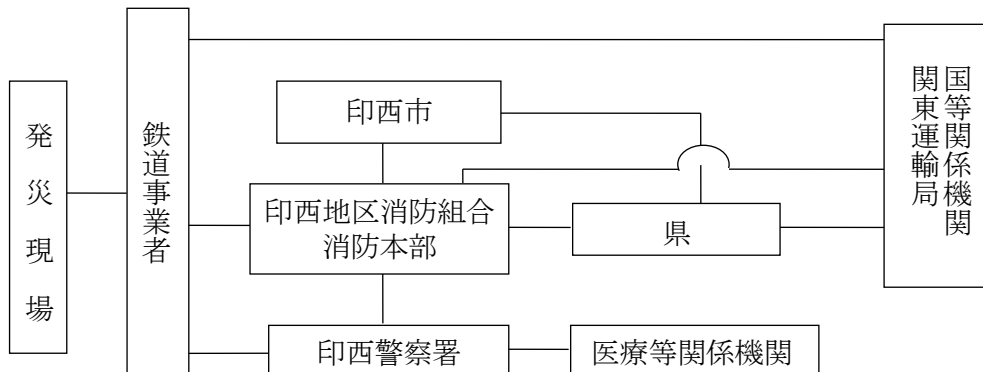 発災現場
鉄道事業者
印西市
印西地区消防組合
消防本部
県
印西警察署
医療等関係機関
国等関係機関
関東運輸局